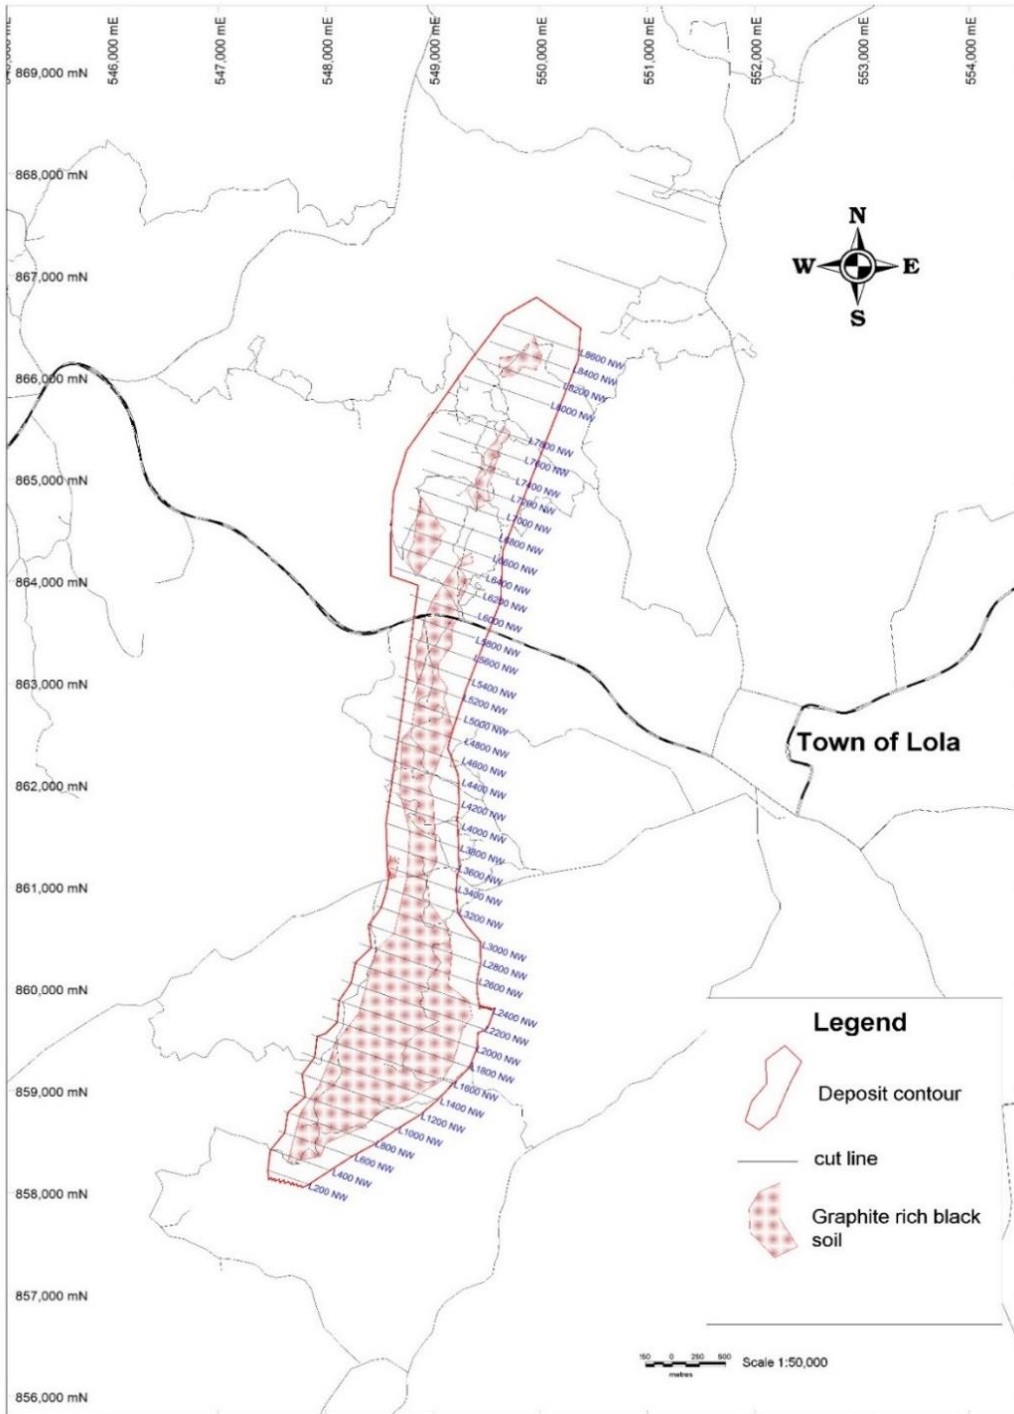 546,000 mE
547,000 mE
548,000 mE
549,000 mE
550,000 mE
551,000 mE
552,000 mE
553,000 mE
554,000 mE
869,000 mN
868,000 mN
N
W E
S
867,000 mN
L8600 NW
866,000 mN
L8400 NW
L8200 NW
L8000 NW
L7800 NW
L7600 NW
865,000 mN
L7400 NW
L7200 NW
L7000 NW
L6800 NW
L6600 NW
864,000 mN
L6400 NW
L6200 NW
L6000 NW
L5800 NW
L5600 NW
863,000 mN
L5400 NW
L5200 NW
L5000 NW
Town of Lola
L4800 NW
L4600 NW
862,000 mN
L4400 NW
L4200 NW
L4000 NW
L3800 NW
L3600 NW
861,000 mN
L3400 NW
L3200 NW
L3000 NW
L2800 NW
L2600 NW
860,000 mN
L2400 NW
L2200 NW
L2000 NW
L1800 NW
859,000 mN
L1600 NW
L1400 NW
L1200 NW
L1000 NW
L800 NW
L600 NW
L400 NW
858,000 mN
L200 NW
Legend
Deposit contour
cut line
Graphite rich black
soil
857,000 mN
0 250 500
metres
Scale 1:50,000
856,000 mN